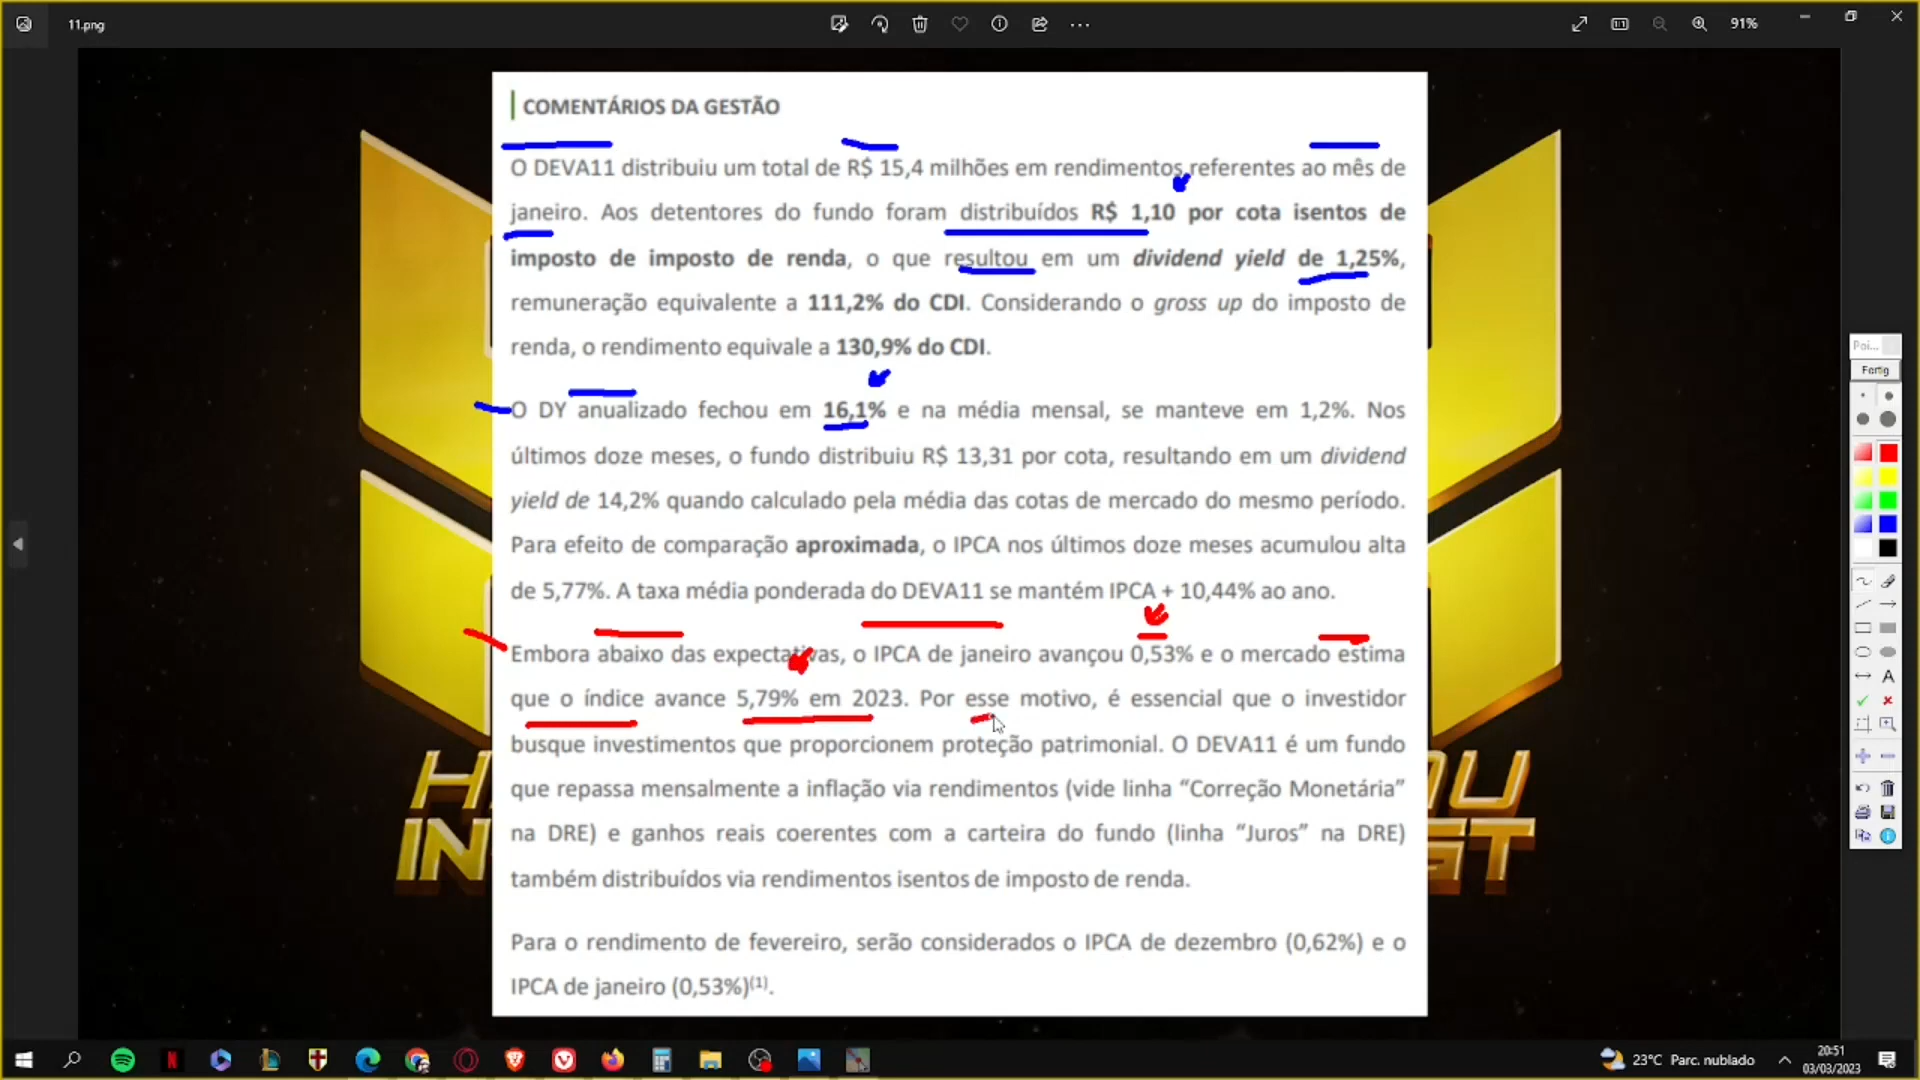 11.png
91%
COMENTÁRIOS DA GESTÃO
O DEVA11 distribuiu um total de R$ 15,4 milhões em rendimentos referentes ao mês de
janeiro. Aos detentores do fundo foram distribuídos R$ 1,10 por cota isentos de
imposto de imposto de renda, o que resultou em um dividend yield de 1,25%,
remuneração equivalente a 111,2% do CDI. Considerando o gross up do imposto de
renda, o rendimento equivale a 130,9% do CDI.
O DY anualizado fechou em 16,1% e na média mensal, se manteve em 1,2%. Nos
últimos doze meses, o fundo distribuiu R$ 13,31 por cota, resultando em um dividend
yield de 14,2% quando calculado pela média das cotas de mercado do mesmo período.
Para efeito de comparação aproximada, o IPCA nos últimos doze meses acumulou alta
de 5,77%. A taxa média ponderada do DEVA11 se mantém IPCA + 10,44% ao ano.
Embora abaixo das expectativas, o IPCA de janeiro avançou 0,53% e o mercado estima
que o índice avance 5,79% em 2023. Por esse motivo, é essencial que o investidor
busque investimentos que proporcionem proteção patrimonial. O DEVA11 é um fundo
que repassa mensalmente a inflação via rendimentos (vide linha “Correção Monetária”
na DRE) e ganhos reais coerentes com a carteira do fundo (linha “Juros” na DRE)
também distribuídos via rendimentos isentos de imposto de renda.
Para o rendimento de fevereiro, serão considerados o IPCA de dezembro (0,62%) e o
IPCA de janeiro (0,53%)(1).
Poi...
Fertig
A
23°C Parc. nublado
20:51
03/03/2023